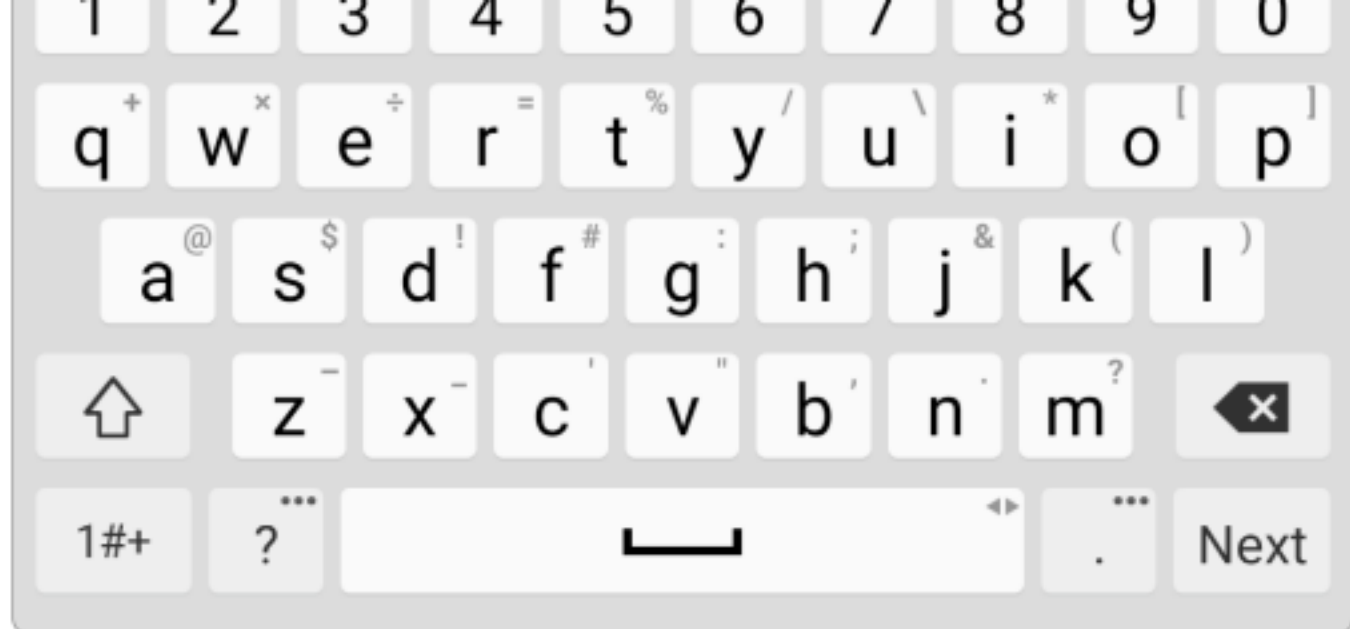 1 2 3 4 5 6 7 8 9 0
q + w × e ÷ r = t % y / u \ i * o [ p ]
a @ s $ d ! f # g : h ; j & k ( l )
z – x _ c ' v " b , n . m ?
1#+ ? ••• . ••• Next